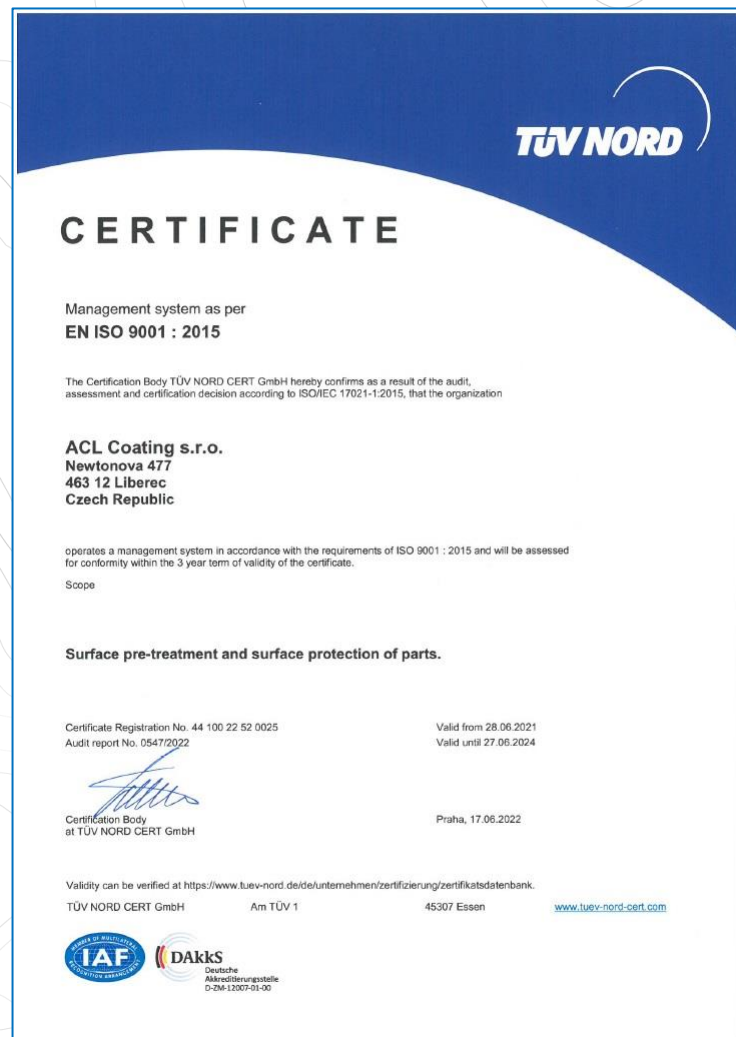 TÜV NORD
CERTIFICATE
Management system as per
EN ISO 9001 : 2015
The Certification Body TÜV NORD CERT GmbH hereby confirms as a result of the audit,
assessment and certification decision according to ISO/IEC 17021-1:2015, that the organization
ACL Coating s.r.o.
Newtonova 477
463 12 Liberec
Czech Republic
operates a management system in accordance with the requirements of ISO 9001 : 2015 and will be assessed
for conformity within the 3 year term of validity of the certificate.
Scope
Surface pre-treatment and surface protection of parts.
Certificate Registration No. 44 100 22 52 0025
Audit report No. 0547/2022
Valid from 28.06.2021
Valid until 27.06.2024
Certification Body
at TÜV NORD CERT GmbH
Praha, 17.06.2022
Validity can be verified at https://www.tuev-nord.de/de/unternehmen/zertifizierung/zertifikatsdatenbank.
TÜV NORD CERT GmbH Am TÜV 1 45307 Essen www.tuev-nord-cert.com
MEMBER OF MULTILATERAL
IAF
RECOGNITION ARRANGEMENT
DAkkS
Deutsche
Akkreditierungsstelle
D-ZM-12007-01-00